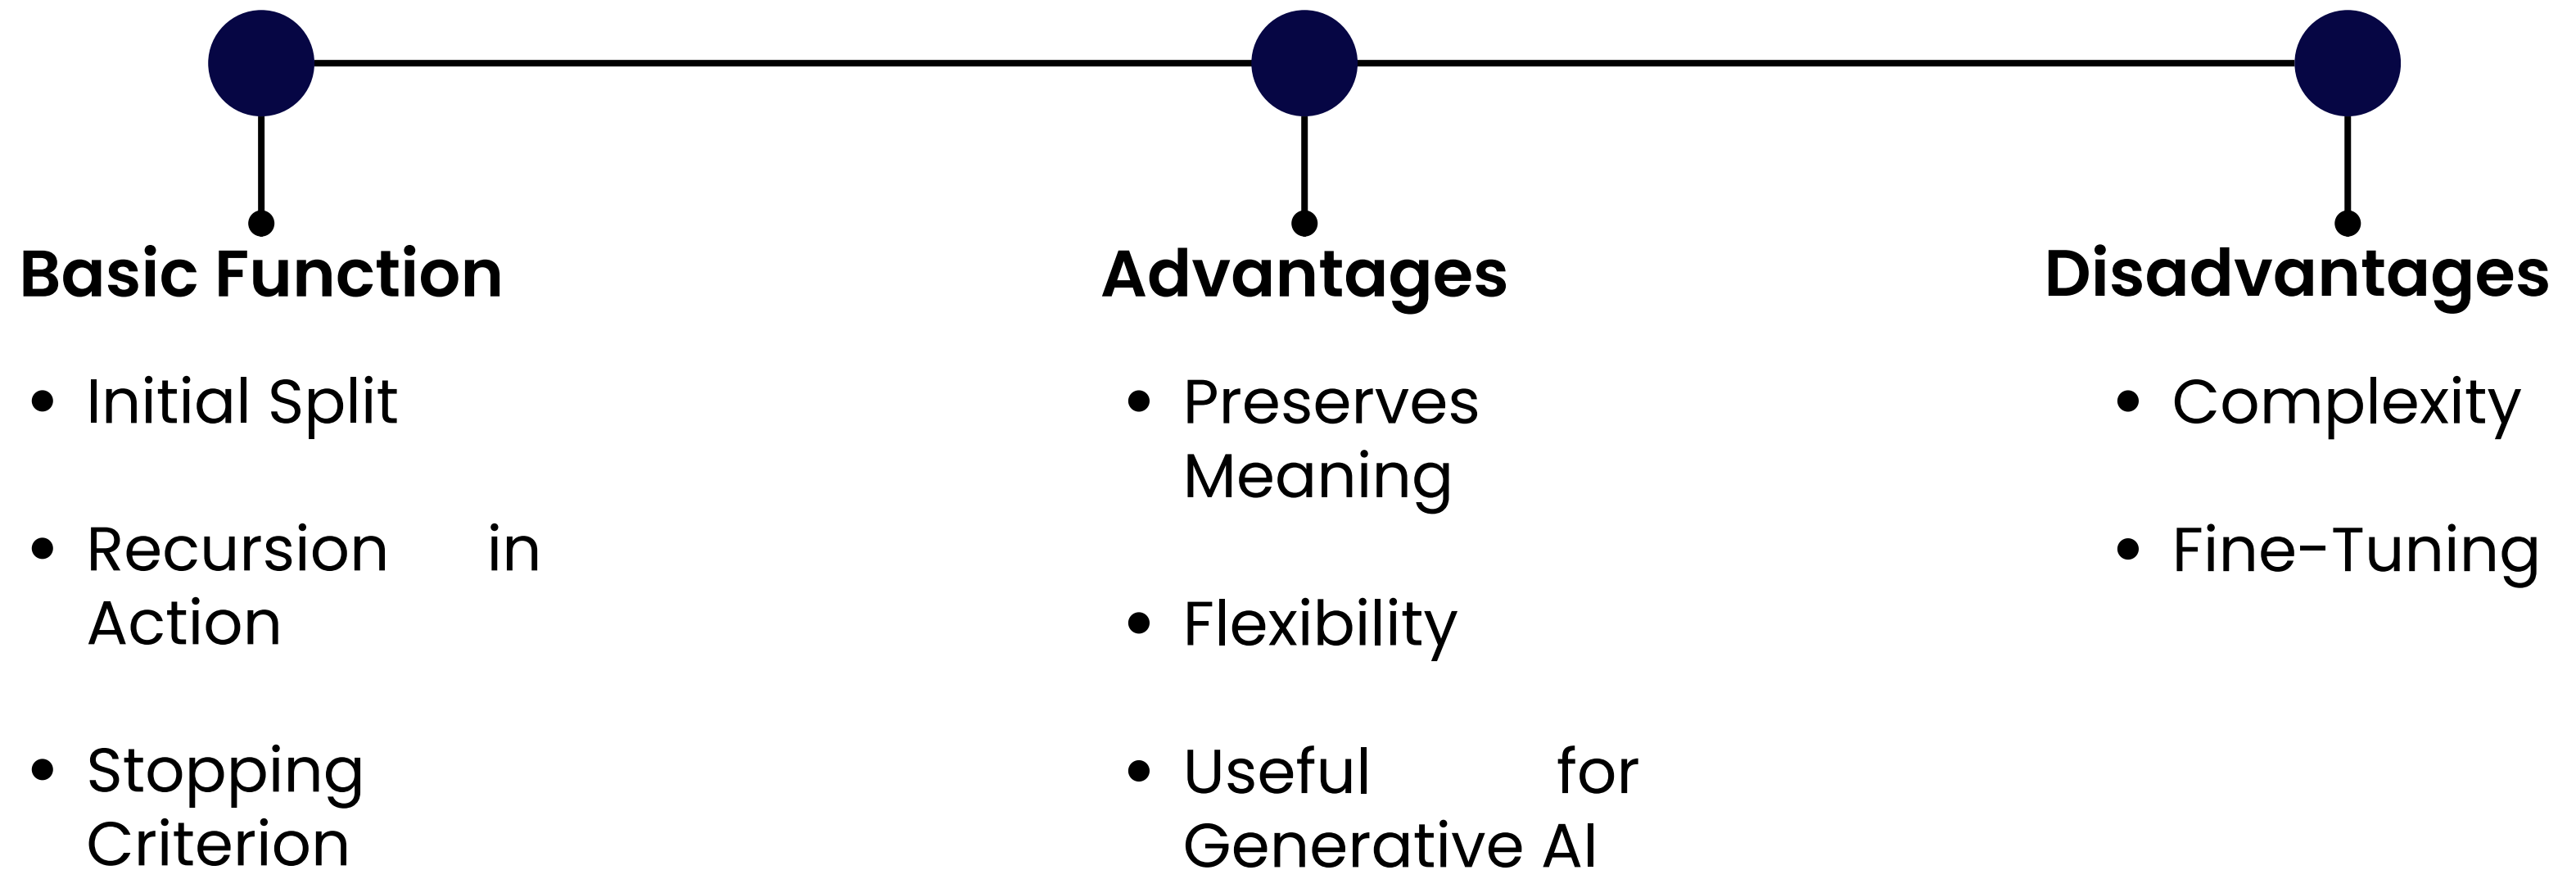 Basic Function
Initial Split
Recursion in
Action
Stopping
Criterion
Advantages
Preserves
Meaning
Flexibility
Useful for
Generative AI
Disadvantages
Complexity
Fine-Tuning